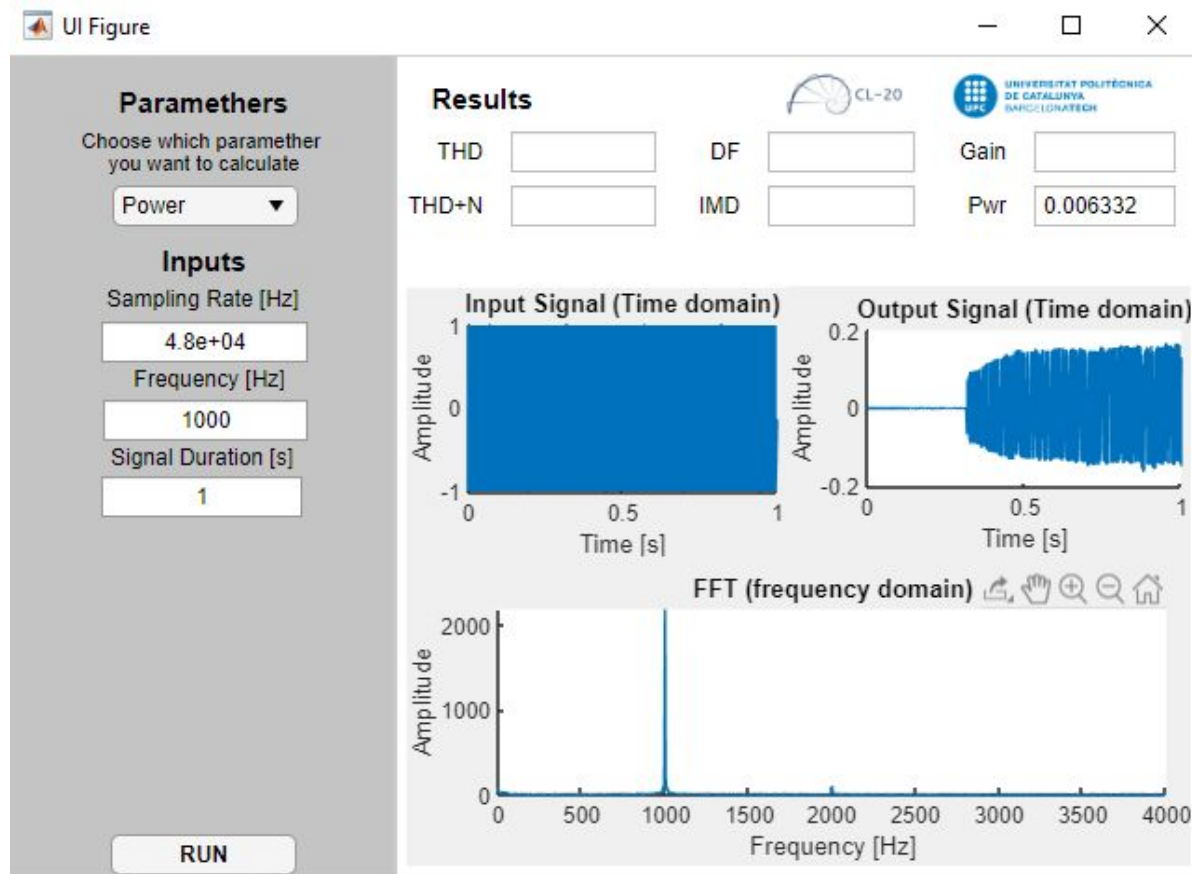 UI Figure
Paramethers
Choose which paramether
you want to calculate
Power
Inputs
Sampling Rate [Hz]
4.8e+04
Frequency [Hz]
1000
Signal Duration [s]
1
RUN
Results
CL-20
UPC
UNIVERSITAT POLITÈCNICA
DE CATALUNYA
BARCELONATECH
THD
DF
Gain
THD+N
IMD
Pwr
0.006332
Input Signal (Time domain)
Amplitude
1
0
-1
0 0.5 1
Time [s]
Output Signal (Time domain)
Amplitude
0.2
0
-0.2
0 0.5 1
Time [s]
FFT (frequency domain)
Amplitude
2000
1000
0
0 500 1000 1500 2000 2500 3000 3500 4000
Frequency [Hz]